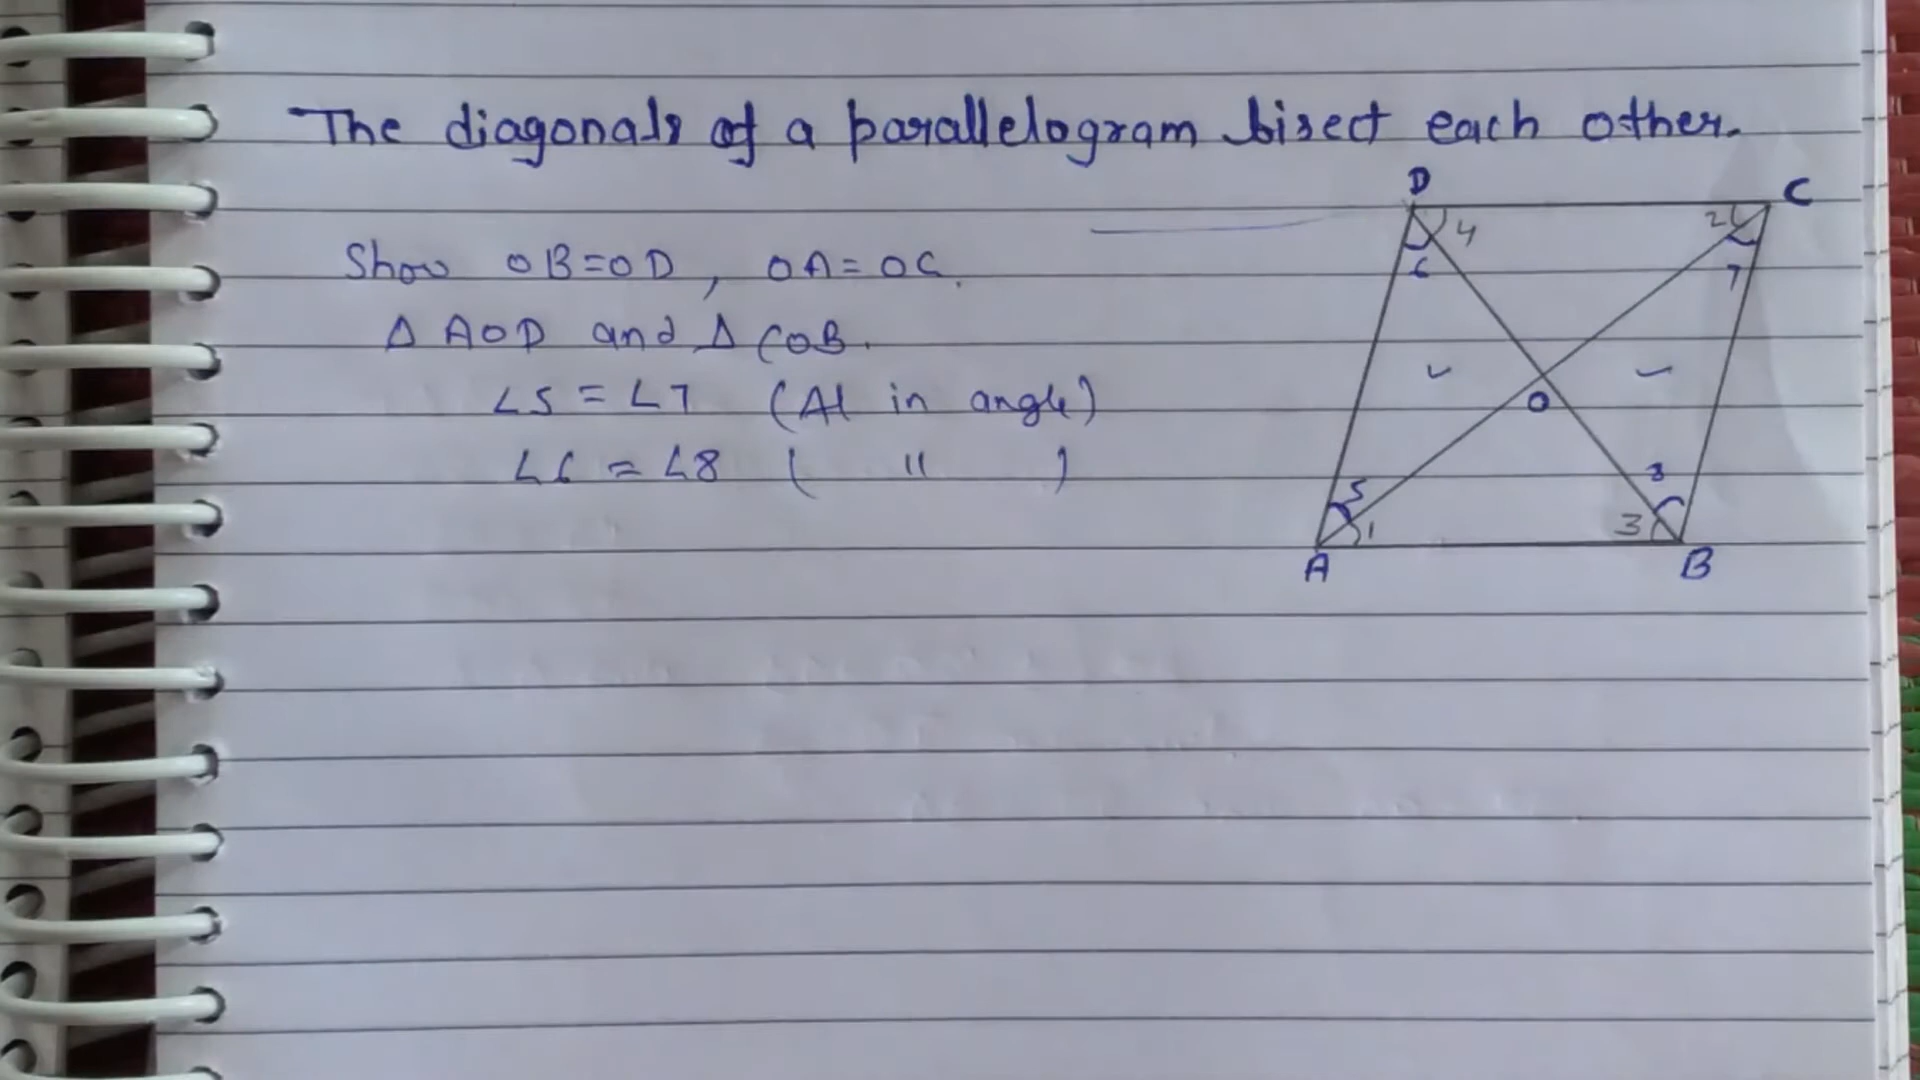 The diagonals of a parallelogram bisect each other.
Show OB=OD, OA=OC.
Δ AOD and Δ COB.
∠5 = ∠7 (Al in angle)
∠6 = ∠8 ( " )
D C
4 2
6 7
O
5 8
1 3
A B